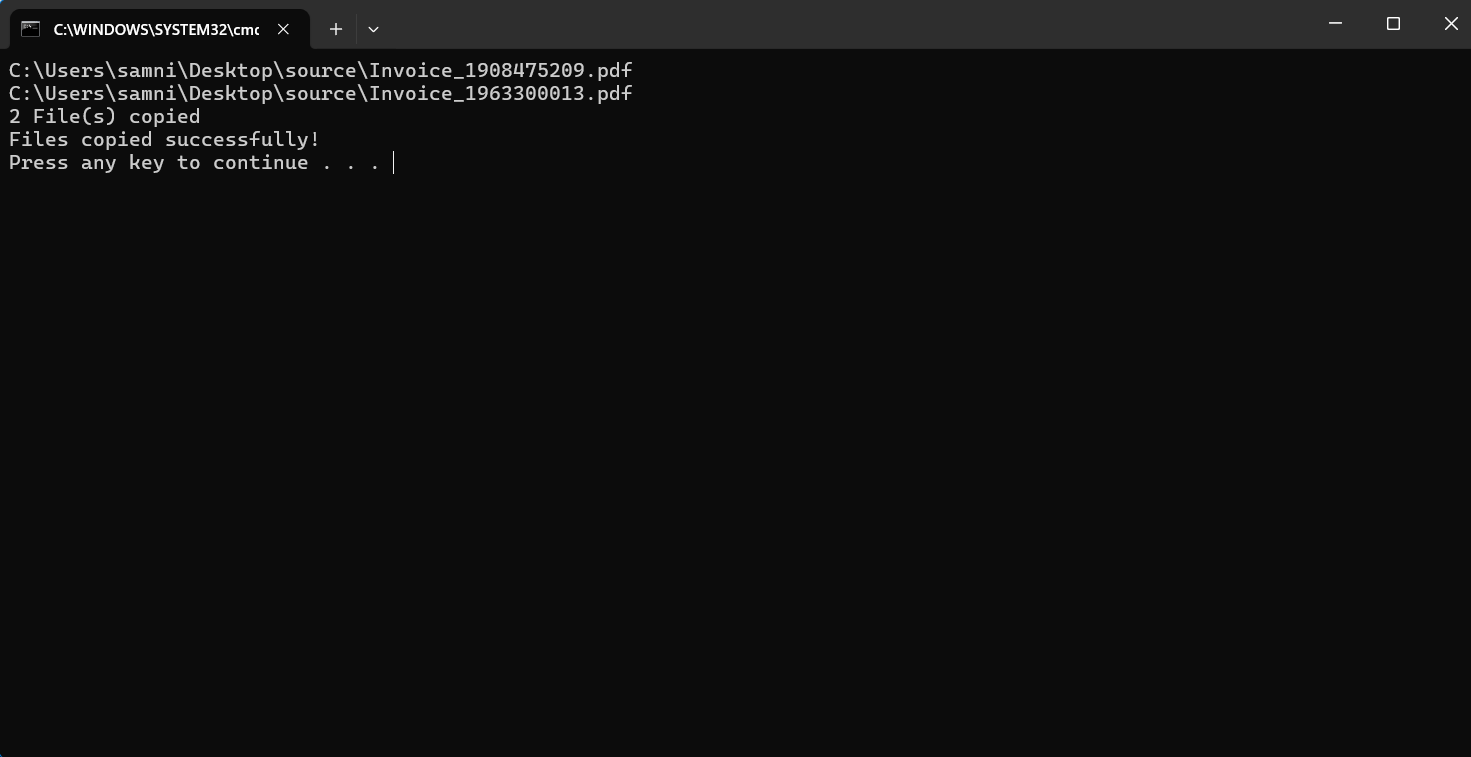 C:\WINDOWS\SYSTEM32\cmd
C:\Users\samni\Desktop\source\Invoice_1908475209.pdf
C:\Users\samni\Desktop\source\Invoice_1963300013.pdf
2 File(s) copied
Files copied successfully!
Press any key to continue . . .